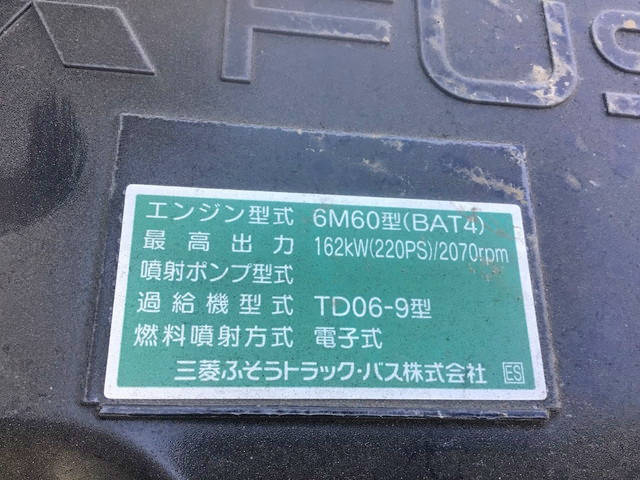 FUS
エンジン型式 6M60型(BAT4)
最高出力 162kW(220PS)/2070rpm
噴射ポンプ型式
過給機型式 TD06-9型
燃料噴射方式 電子式
三菱ふそうトラック・バス株式会社 ES